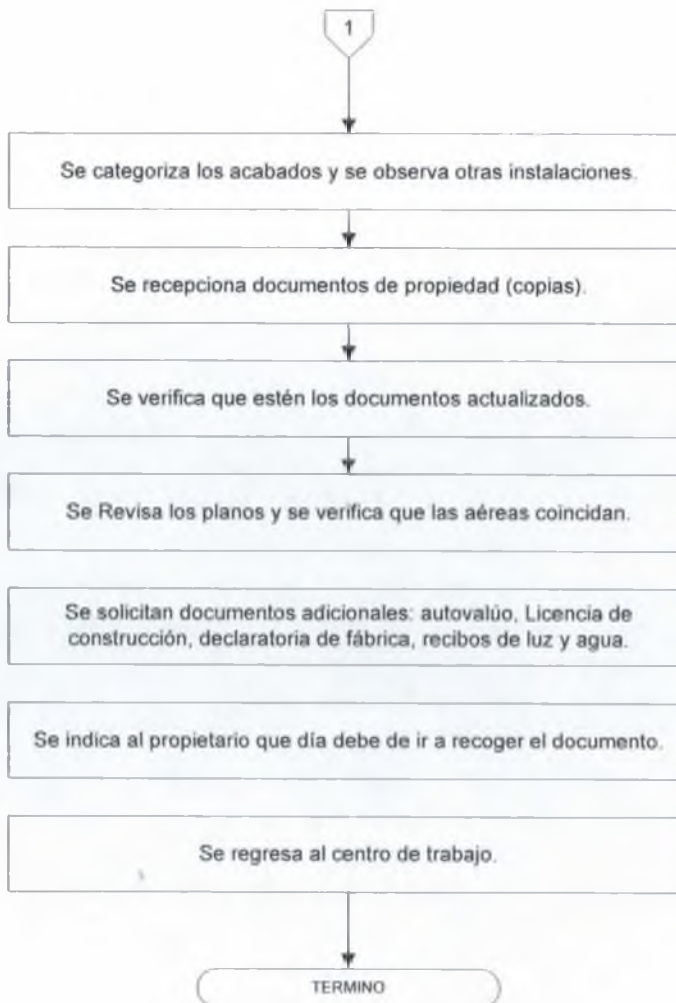 1
Se categoriza los acabados y se observa otras instalaciones.
Se recepciona documentos de propiedad (copias).
Se verifica que estén los documentos actualizados.
Se Revisa los planos y se verifica que las aéreas coincidan.
Se solicitan documentos adicionales: autovalúo, Licencia de
construcción, declaratoria de fábrica, recibos de luz y agua.
Se indica al propietario que día debe de ir a recoger el documento.
Se regresa al centro de trabajo.
TERMINO